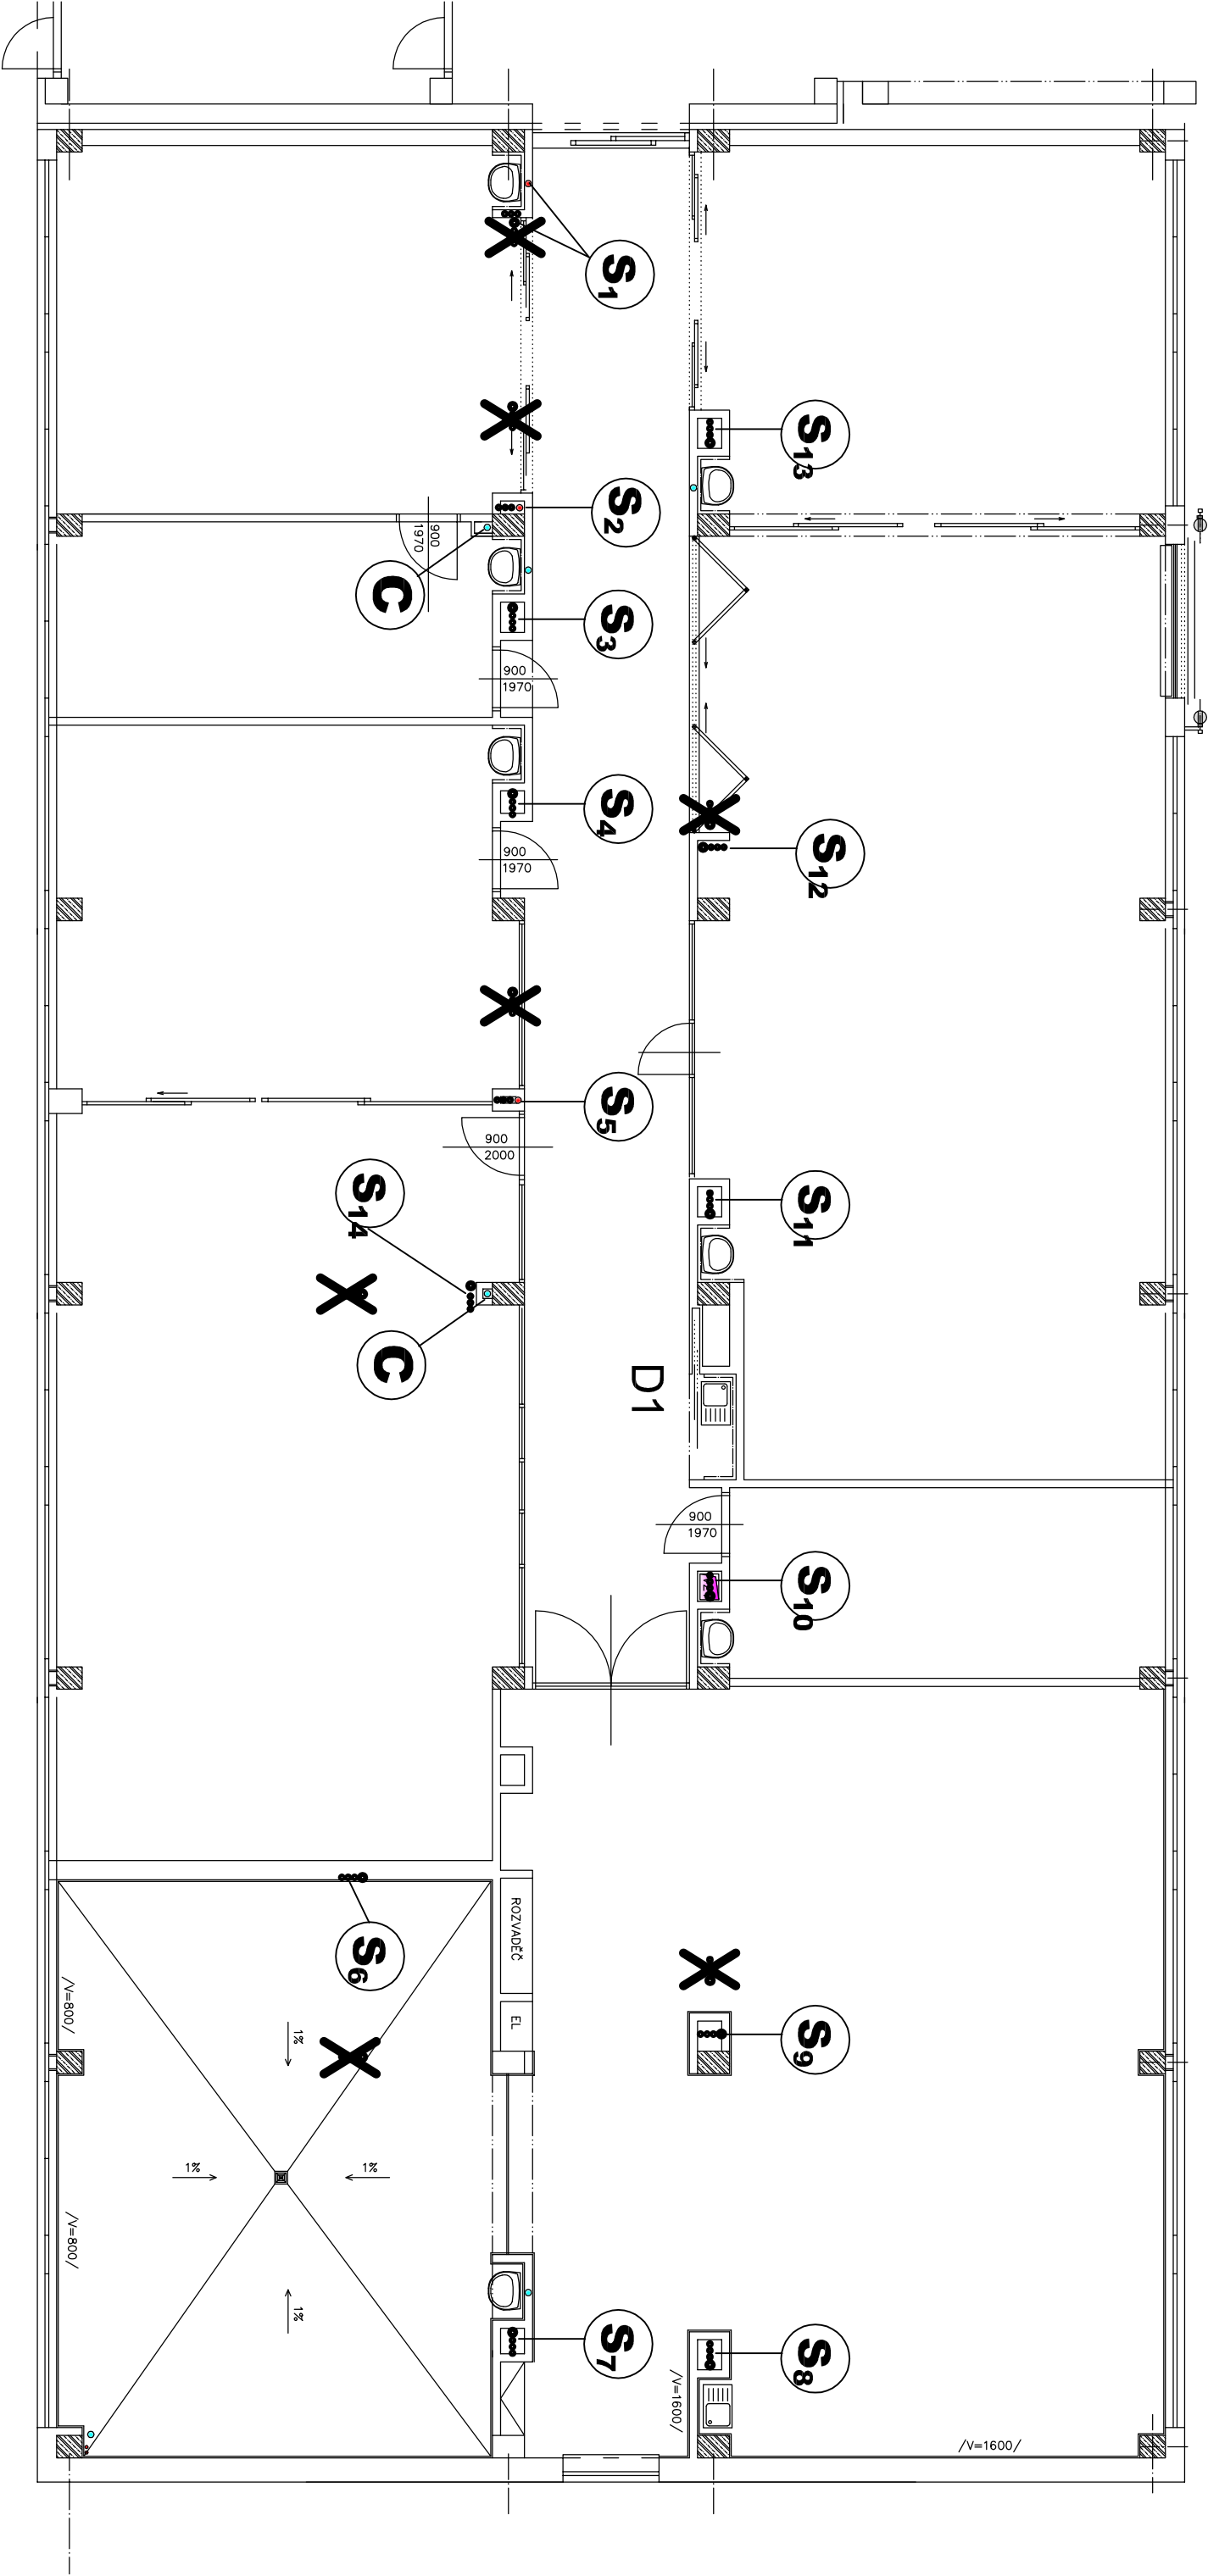 S1
S13
S2
900
1970
C
S3
900
1970
S4
S12
900
1970
S5
900
2000
S14
S11
C
D1
900
1970
S10
ROZVADĚČ
S6
/V=800/
EL
1%
S9
1%
1%
/V=800/
1%
S7
S8
/V=1600/
/V=1600/